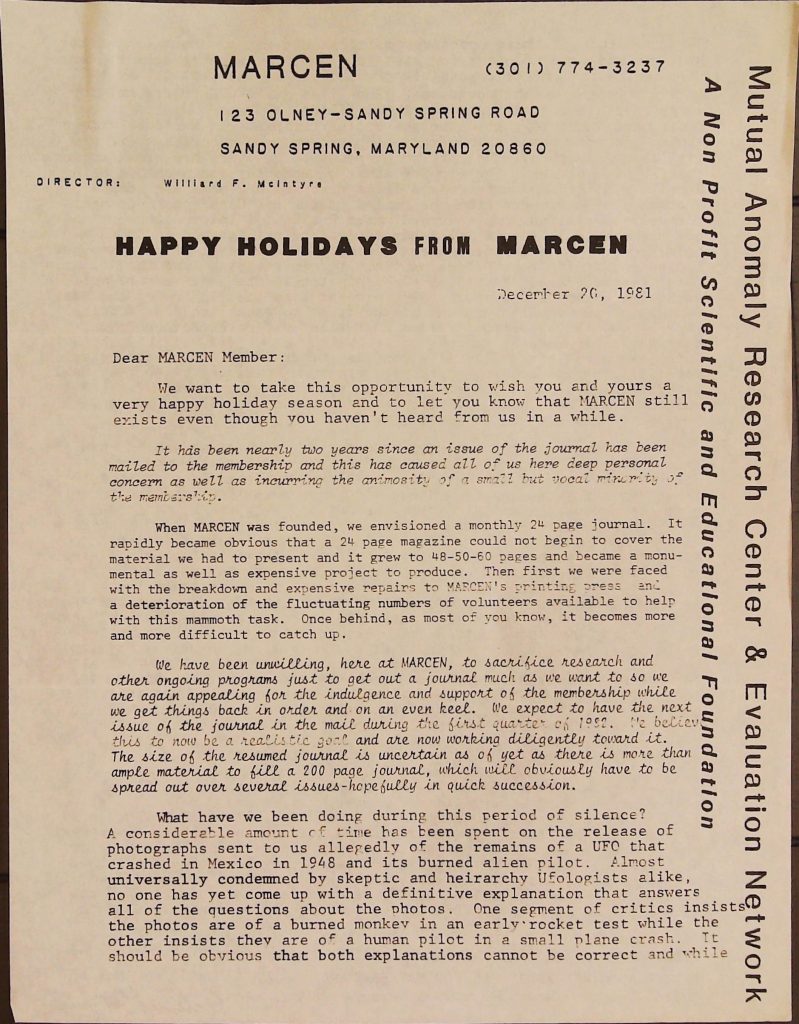 MARCEN (301) 774-3237
123 OLNEY-SANDY SPRING ROAD
SANDY SPRING, MARYLAND 20860
DIRECTOR: Williard F. McIntyre
HAPPY HOLIDAYS FROM MARCEN
December 20, 1981
Dear MARCEN Member:
We want to take this opportunity to wish you and yours a
very happy holiday season and to let you know that MARCEN still
exists even though you haven't heard from us in a while.
It has been nearly two years since an issue of the journal has been
mailed to the membership and this has caused all of us here deep personal
concern as well as incurring the animosity of a small but vocal minority of
the membership.
When MARCEN was founded, we envisioned a monthly 24 page journal. It
rapidly became obvious that a 24 page magazine could not begin to cover the
material we had to present and it grew to 48-50-60 pages and became a monu-
mental as well as expensive project to produce. Then first we were faced
with the breakdown and expensive repairs to MARCEN's printing press and
a deterioration of the fluctuating numbers of volunteers available to help
with this mammoth task. Once behind, as most of you know, it becomes more
and more difficult to catch up.
We have been unwilling, here at MARCEN, to sacrifice research and
other ongoing programs just to get out a journal much as we want to so we
are again appealing for the indulgence and support of the membership while
we get things back in order and on an even keel. We expect to have the next
issue of the journal in the mail during the first quarter of 1982. We believ
this to now be a realistic goal and are now working diligently toward it.
The size of the resumed journal is uncertain as of yet as there is more than
ample material to fill a 200 page journal, which will obviously have to be
spread out over several issues-hopefully in quick succession.
What have we been doing during this period of silence?
A considerable amount of time has been spent on the release of
photographs sent to us allegedly of the remains of a UFO that
crashed in Mexico in 1948 and its burned alien pilot. Almost
universally condemned by skeptic and heirarchy Ufologists alike,
no one has yet come up with a definitive explanation that answers
all of the questions about the photos. One segment of critics insists
the photos are of a burned monkey in an early rocket test while the
other insists they are of a human pilot in a small plane crash. It
should be obvious that both explanations cannot be correct and while
Mutual Anomaly Research Center & Evaluation Network
A Non Profit Scientific and Educational Foundation